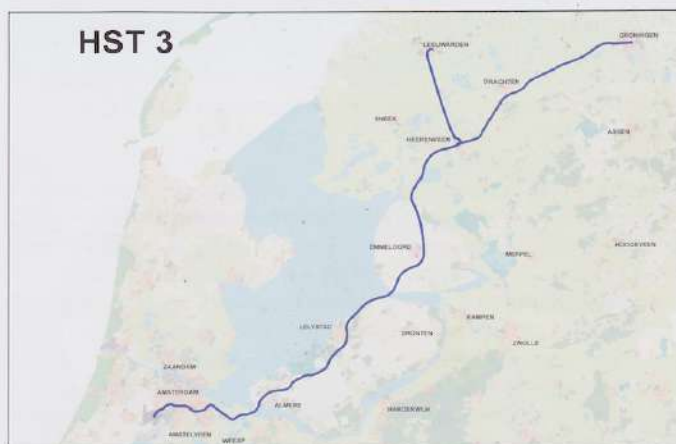 HST 3
LEEUWARDEN
GRONINGEN
DRACHTEN
SNEEK
ASSEN
HEERENVEEN
EMMELOORD
MEPPEL
HOOGEVEEN
LELYSTAD
KAMPEN
DRONTEN
ZWOLLE
ZAANDAM
AMSTERDAM
ALMERE
HARDERWIJK
AMSTELVEEN
WEESP